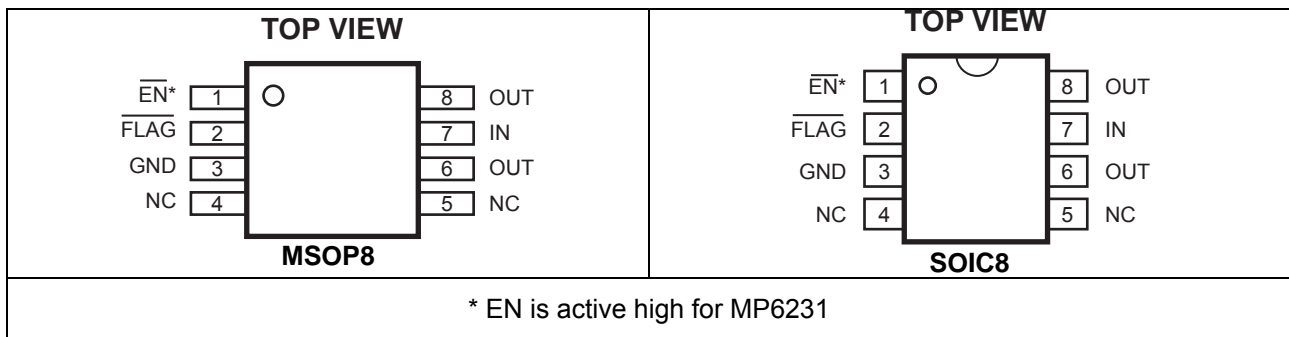 TOP VIEW
EN* 1 8 OUT
FLAG 2 7 IN
GND 3 6 OUT
NC 4 5 NC
MSOP8
TOP VIEW
EN* 1 8 OUT
FLAG 2 7 IN
GND 3 6 OUT
NC 4 5 NC
SOIC8
* EN is active high for MP6231